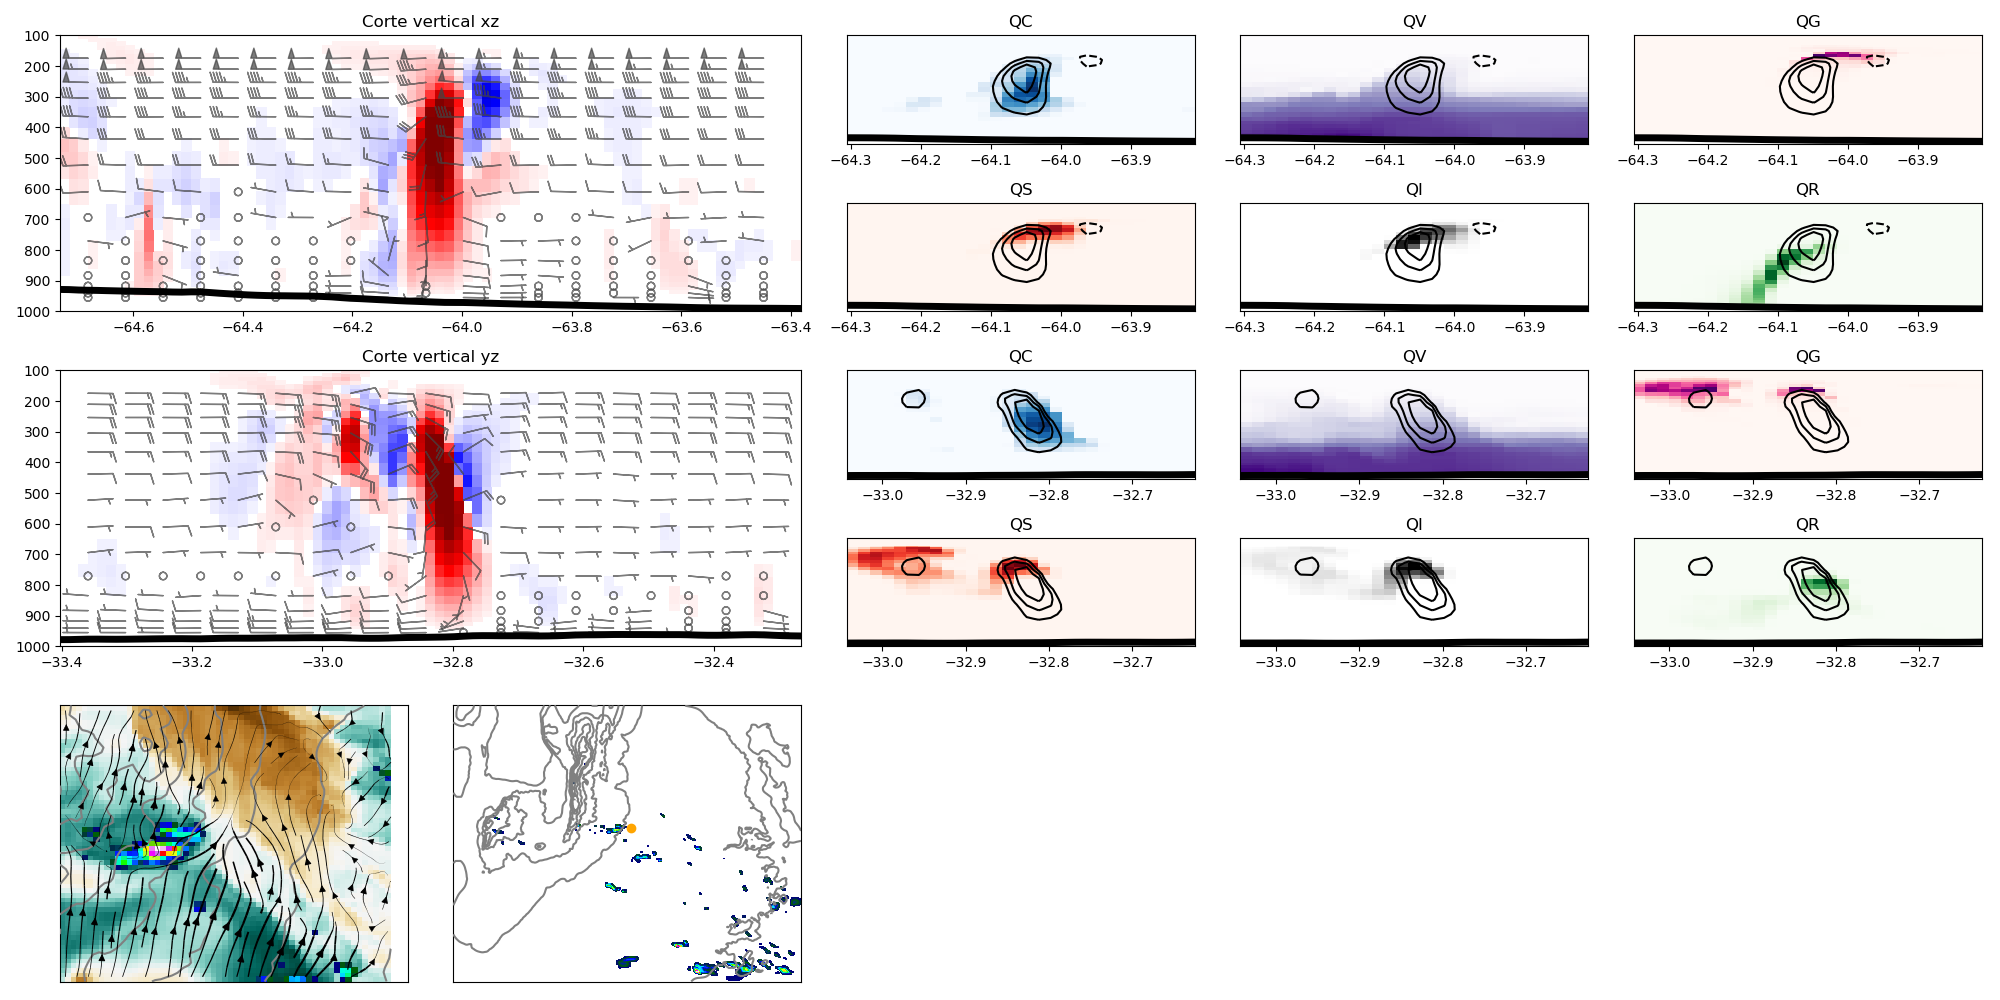 Corte vertical xz
100
200
300
400
500
600
700
800
900
1000
−64.6 −64.4 −64.2 −64.0 −63.8 −63.6 −63.4
QC
−64.3 −64.2 −64.1 −64.0 −63.9
QV
−64.3 −64.2 −64.1 −64.0 −63.9
QG
−64.3 −64.2 −64.1 −64.0 −63.9
QS
−64.3 −64.2 −64.1 −64.0 −63.9
QI
−64.3 −64.2 −64.1 −64.0 −63.9
QR
−64.3 −64.2 −64.1 −64.0 −63.9
Corte vertical yz
100
200
300
400
500
600
700
800
900
1000
−33.4 −33.2 −33.0 −32.8 −32.6 −32.4
QC
−33.0 −32.9 −32.8 −32.7
QV
−33.0 −32.9 −32.8 −32.7
QG
−33.0 −32.9 −32.8 −32.7
QS
−33.0 −32.9 −32.8 −32.7
QI
−33.0 −32.9 −32.8 −32.7
QR
−33.0 −32.9 −32.8 −32.7